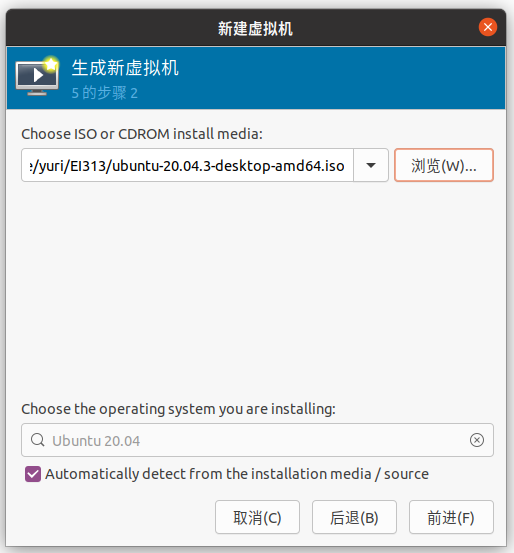 新建虚拟机
生成新虚拟机
5 的步骤 2
Choose ISO or CDROM install media:
e/yuri/EI313/ubuntu-20.04.3-desktop-amd64.iso
浏览(W)...
Choose the operating system you are installing:
Ubuntu 20.04
Automatically detect from the installation media / source
取消(C)
后退(B)
前进(F)